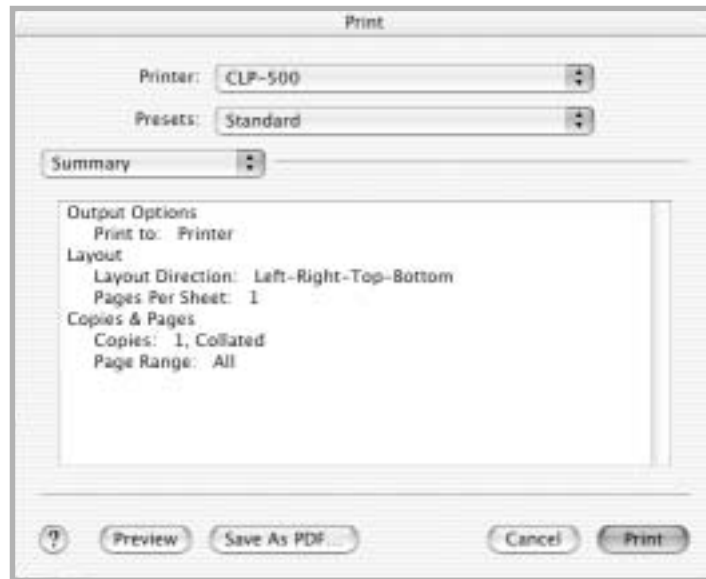 Print
Printer: CLP-500
Presets: Standard
Summary
Output Options
Print to: Printer
Layout
Layout Direction: Left-Right-Top-Bottom
Pages Per Sheet: 1
Copies & Pages
Copies: 1, Collated
Page Range: All
? Preview Save As PDF... Cancel Print